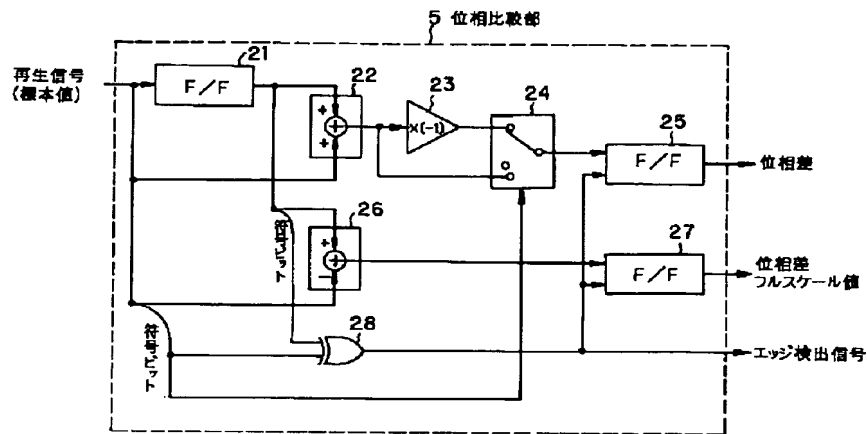 5 位相比較部
再生信号
(標本値)
21
F/F
22
+
+
23
×(-1)
24
25
F/F
位相差
符号ビット
26
+
−
27
F/F
位相差
フルスケール値
符号ビット
28
エッジ検出信号